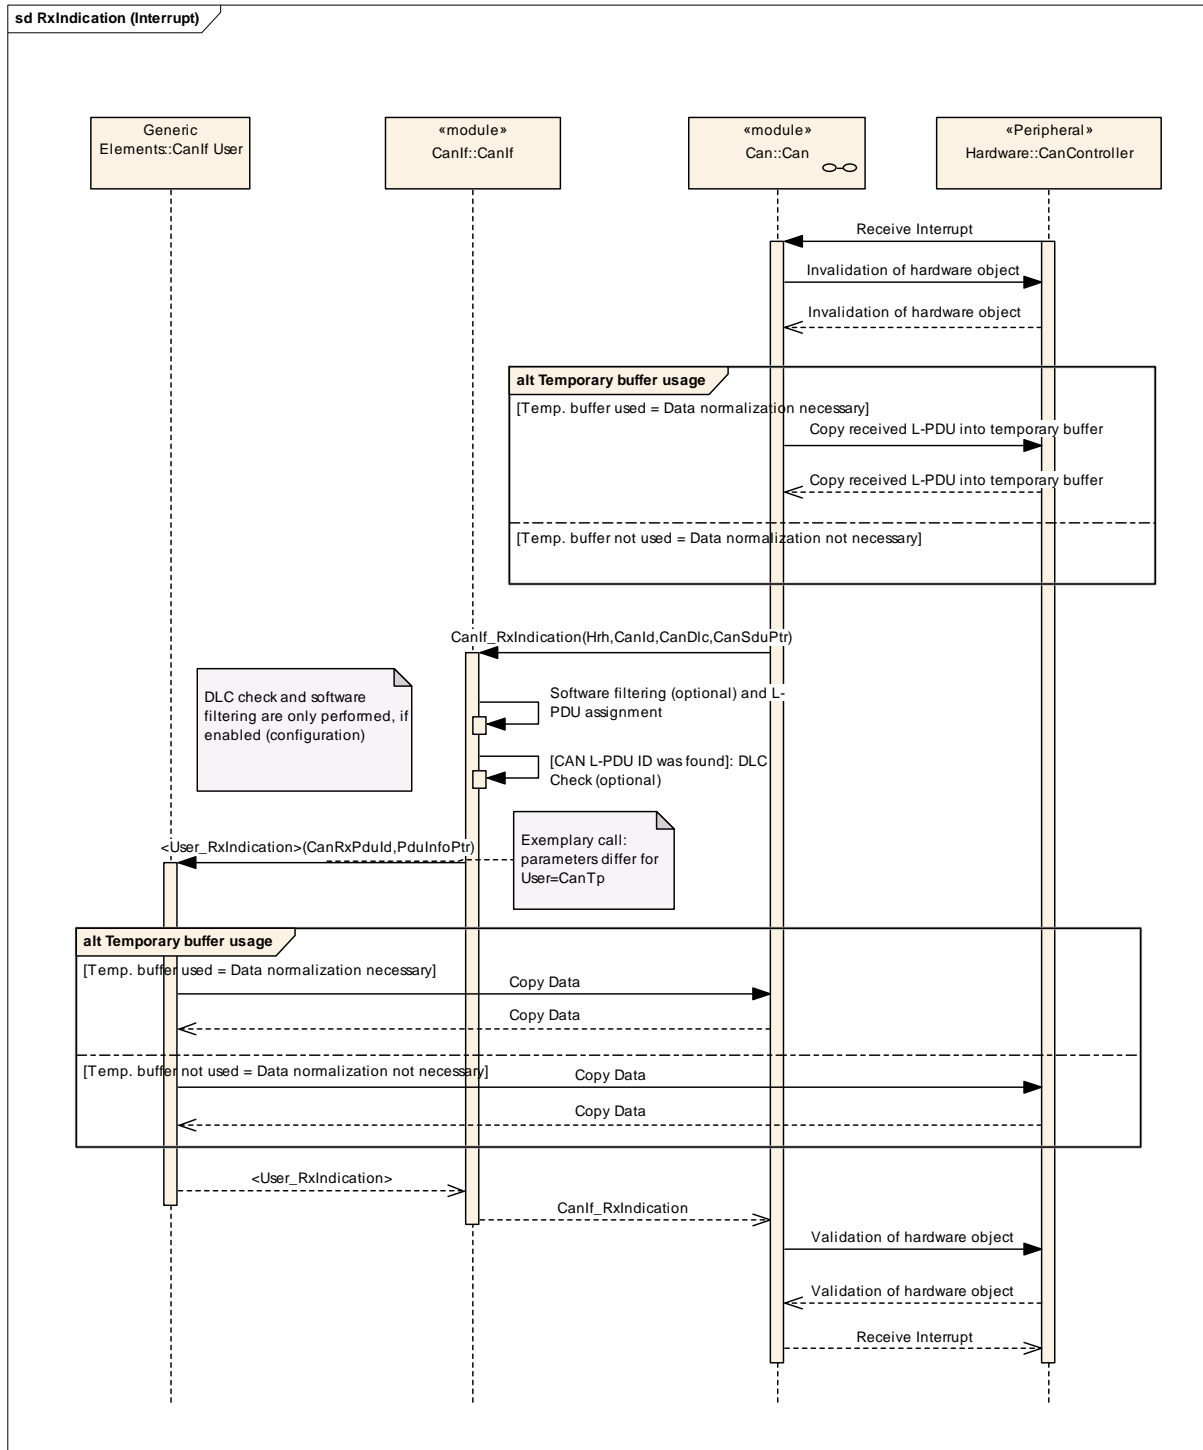 sd RxIndication (Interrupt)
Generic
Elements::CanIf User
«module»
CanIf::CanIf
«module»
Can::Can
«Peripheral»
Hardware::CanController
Receive Interrupt
Invalidation of hardware object
Invalidation of hardware object
alt Temporary buffer usage
[Temp. buffer used = Data normalization necessary]
Copy received L-PDU into temporary buffer
Copy received L-PDU into temporary buffer
[Temp. buffer not used = Data normalization not necessary]
CanIf_RxIndication(Hrh,CanId,CanDlc,CanSduPtr)
DLC check and software
filtering are only performed, if
enabled (configuration)
Software filtering (optional) and L-
PDU assignment
[CAN L-PDU ID was found]: DLC
Check (optional)
Exemplary call:
parameters differ for
User=CanTp
<User_RxIndication>(CanRxPduId,PduInfoPtr)
alt Temporary buffer usage
[Temp. buffer used = Data normalization necessary]
Copy Data
Copy Data
[Temp. buffer not used = Data normalization not necessary]
Copy Data
Copy Data
<User_RxIndication>
CanIf_RxIndication
Validation of hardware object
Validation of hardware object
Receive Interrupt